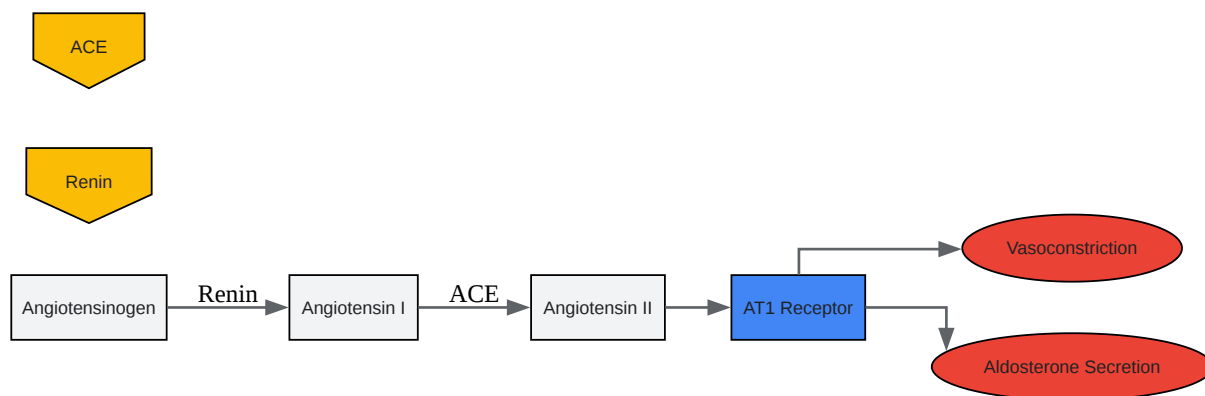 ACE
Renin
Vasoconstriction
Angiotensinogen
Renin
Angiotensin I
ACE
Angiotensin II
AT1 Receptor
Aldosterone Secretion